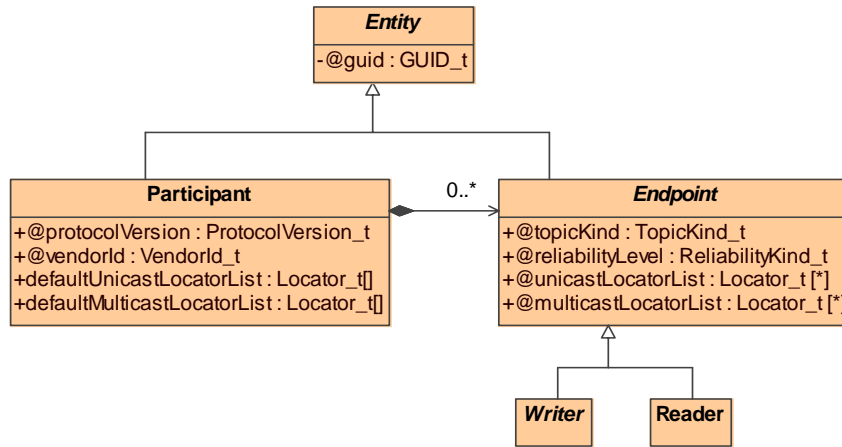 Entity
-@guid : GUID_t
Participant
+@protocolVersion : ProtocolVersion_t
+@vendorId : VendorId_t
+defaultUnicastLocatorList : Locator_t[]
+defaultMulticastLocatorList : Locator_t[]
0..*
Endpoint
+@topicKind : TopicKind_t
+@reliabilityLevel : ReliabilityKind_t
+@unicastLocatorList : Locator_t [*]
+@multicastLocatorList : Locator_t [*]
Writer
Reader